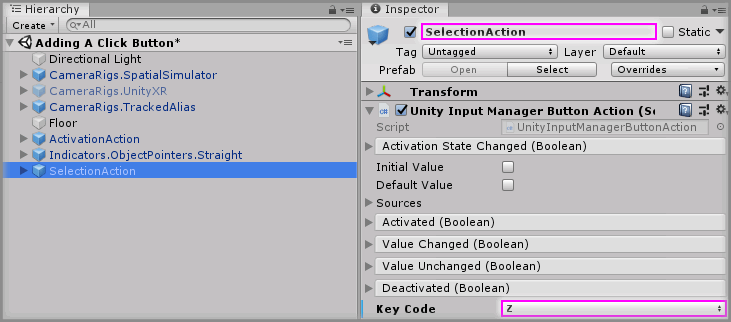 Hierarchy
Create
All
Adding A Click Button*
Directional Light
CameraRigs.SpatialSimulator
CameraRigs.UnityXR
CameraRigs.TrackedAlias
Floor
ActivationAction
Indicators.ObjectPointers.Straight
SelectionAction
Inspector
SelectionAction
Static
Tag Untagged Layer Default
Prefab Open Select Overrides
Transform
Unity Input Manager Button Action (Sc
Script UnityInputManagerButtonAction
Activation State Changed (Boolean)
Initial Value
Default Value
Sources
Activated (Boolean)
Value Changed (Boolean)
Value Unchanged (Boolean)
Deactivated (Boolean)
Key Code Z